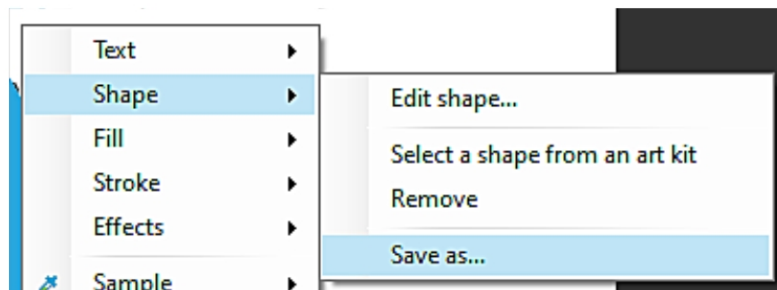 Text
Shape
Fill
Stroke
Effects
Sample
Edit shape...
Select a shape from an art kit
Remove
Save as...